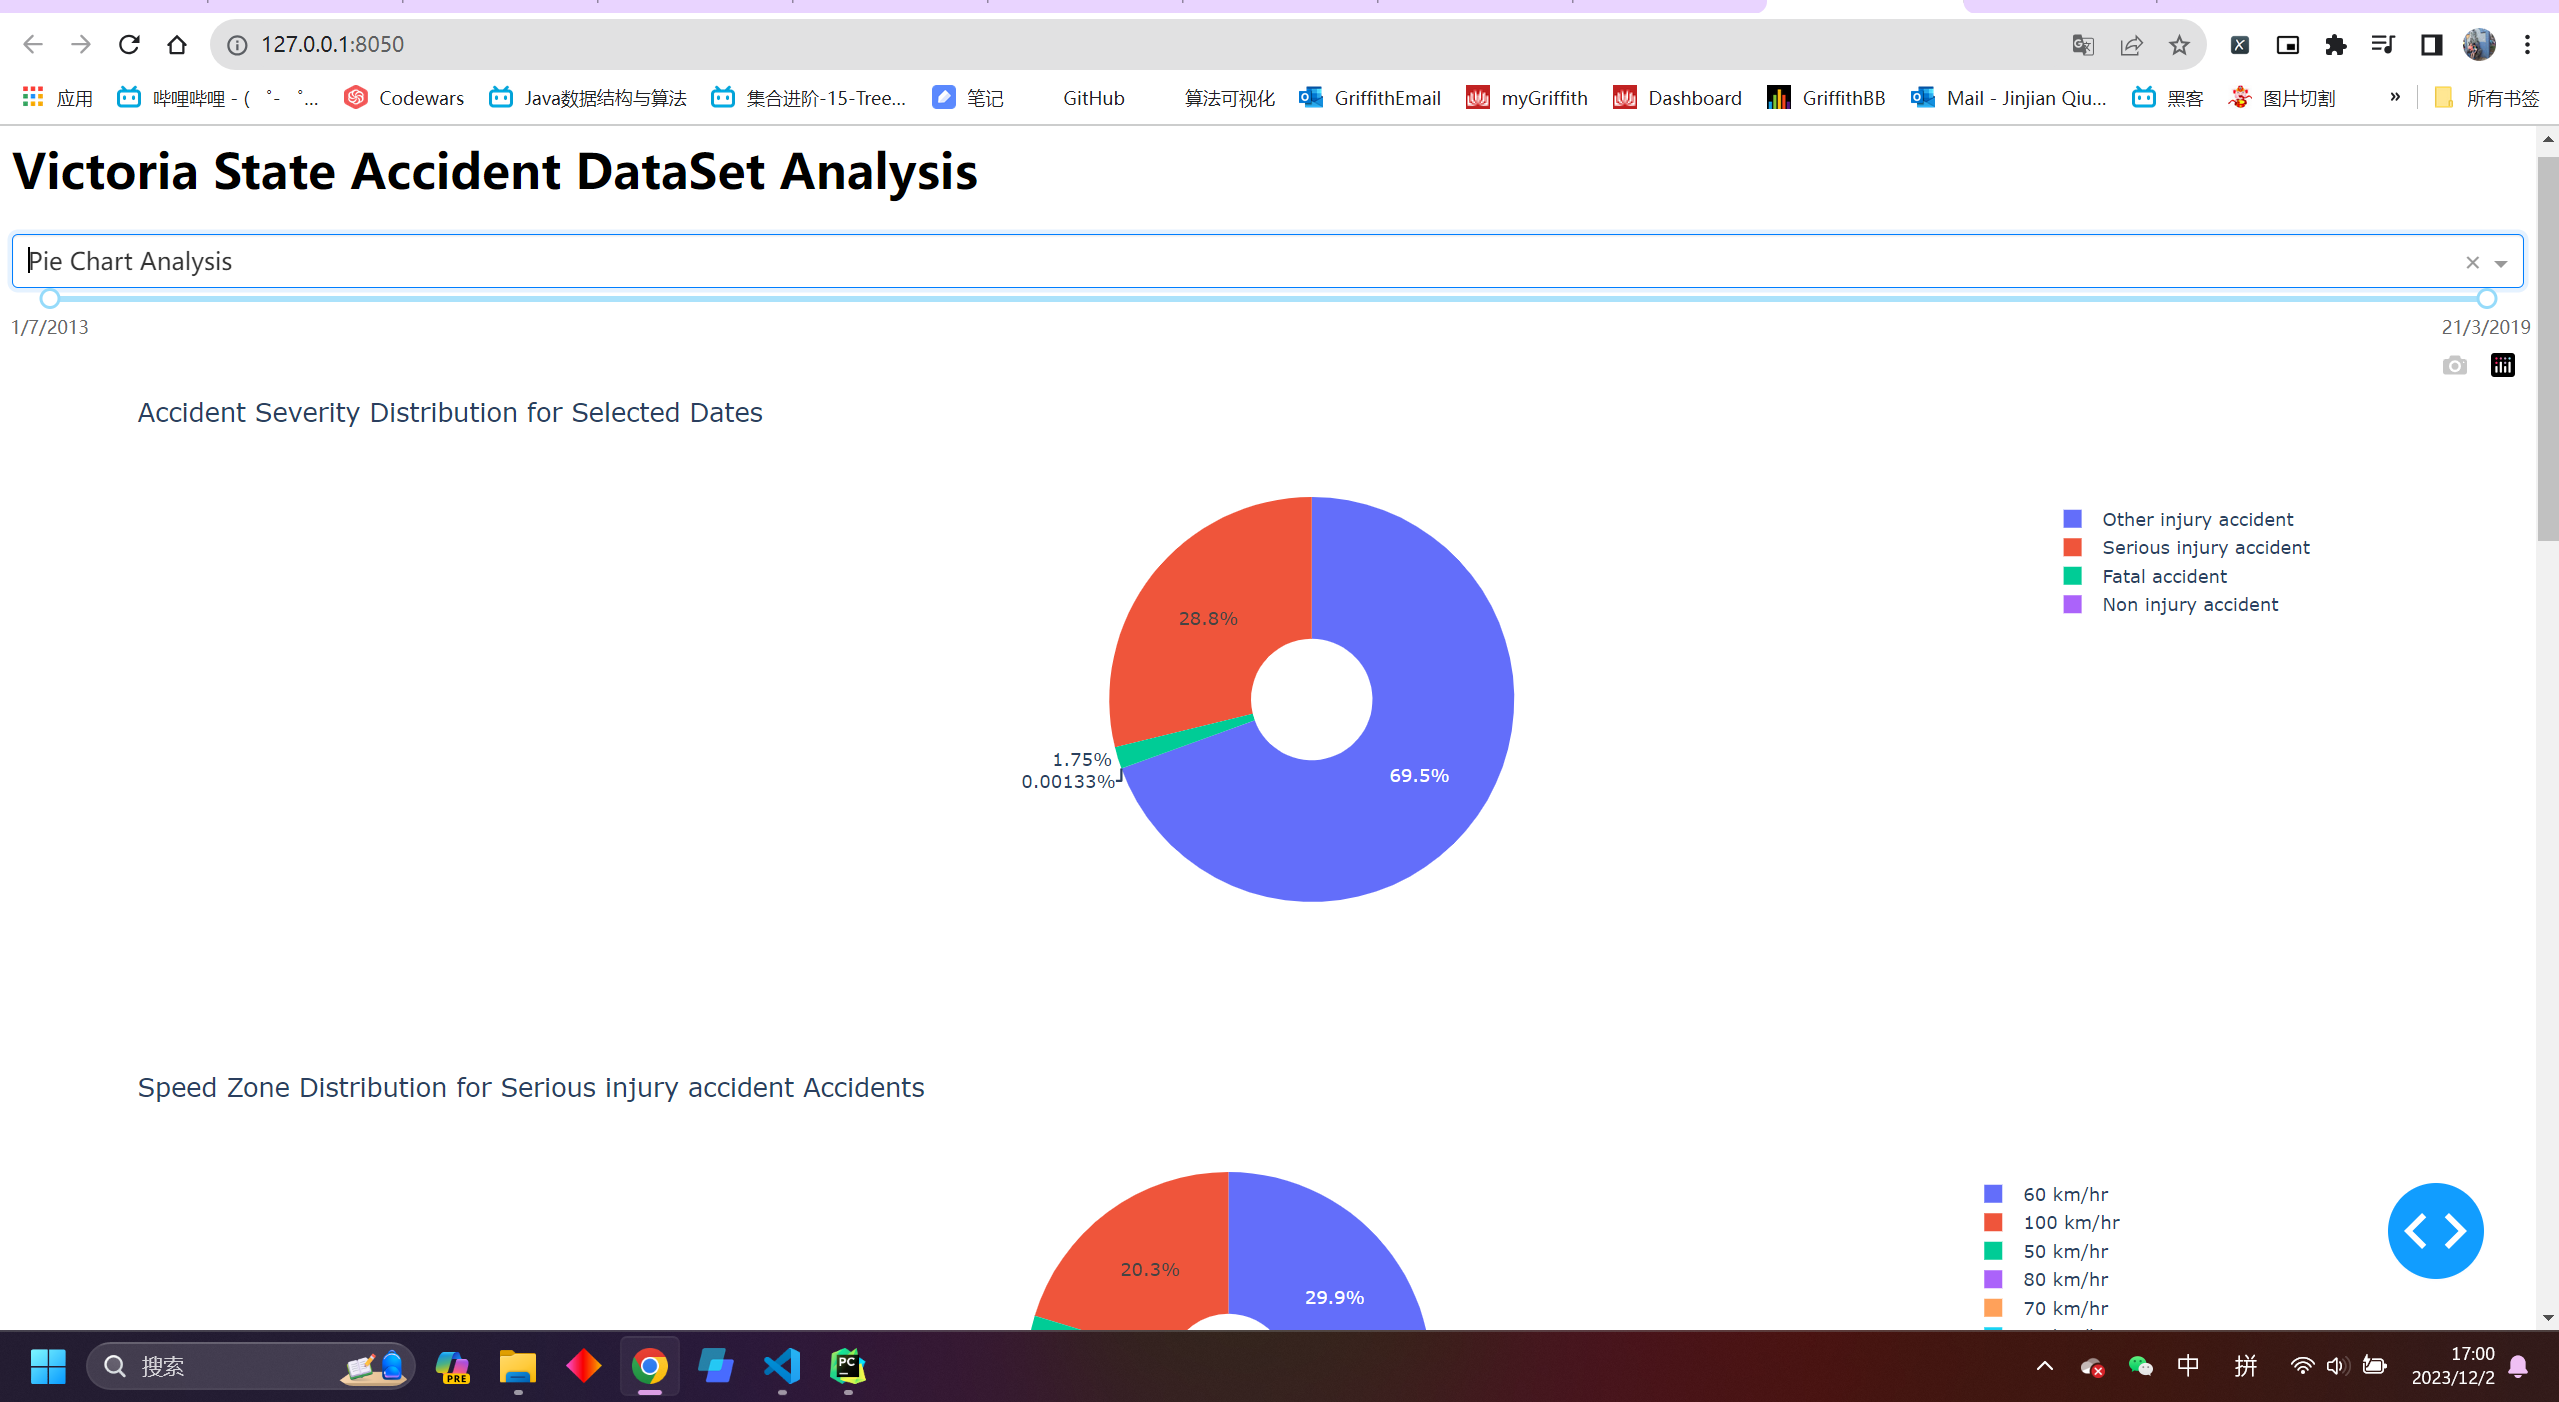 127.0.0.1:8050
应用
哔哩哔哩 - ( ゜- ゜...
Codewars
Java数据结构与算法
集合进阶-15-Tree...
笔记
GitHub
算法可视化
GriffithEmail
myGriffith
Dashboard
GriffithBB
Mail - Jinjian Qiu...
黑客
图片切割
»
所有书签
Victoria State Accident DataSet Analysis
Pie Chart Analysis
1/7/2013
21/3/2019
Accident Severity Distribution for Selected Dates
28.8%
1.75%
0.00133%
69.5%
Other injury accident
Serious injury accident
Fatal accident
Non injury accident
Speed Zone Distribution for Serious injury accident Accidents
20.3%
29.9%
60 km/hr
100 km/hr
50 km/hr
80 km/hr
70 km/hr
搜索
PRE
PC
中
拼
17:00
2023/12/2